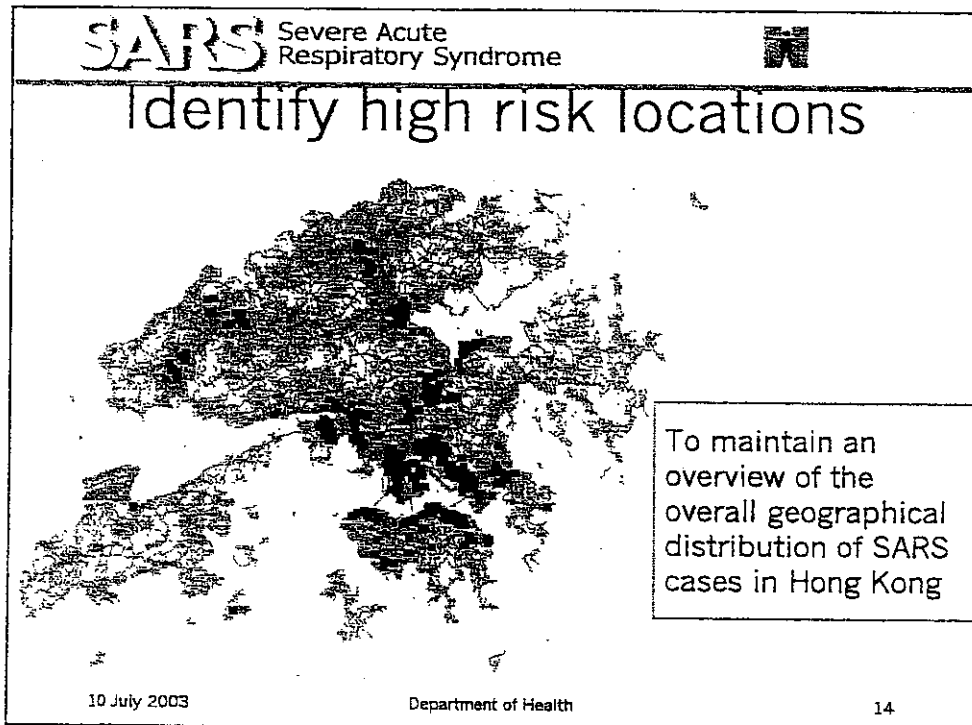 SARS Severe Acute
Respiratory Syndrome
Identify high risk locations
To maintain an
overview of the
overall geographical
distribution of SARS
cases in Hong Kong
10 July 2003
Department of Health
14